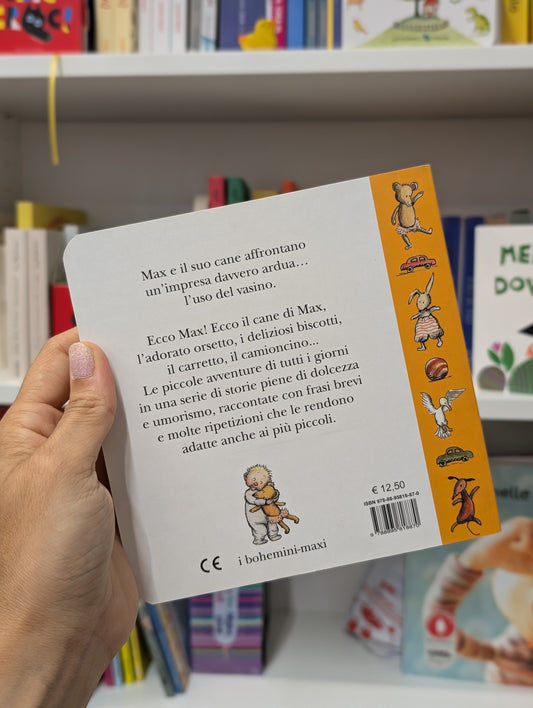 Max e il suo cane affrontano
un'impresa davvero ardua…
l'uso del vasino.
Ecco Max! Ecco il cane di Max,
l'adorato orsetto, i deliziosi biscotti,
il carretto, il camioncino...
Le piccole avventure di tutti i giorni
in una serie di storie piene di dolcezza
e umorismo, raccontate con frasi brevi
e molte ripetizioni che le rendono
adatte anche ai più piccoli.
€ 12,50
CE
i bohemini-maxi